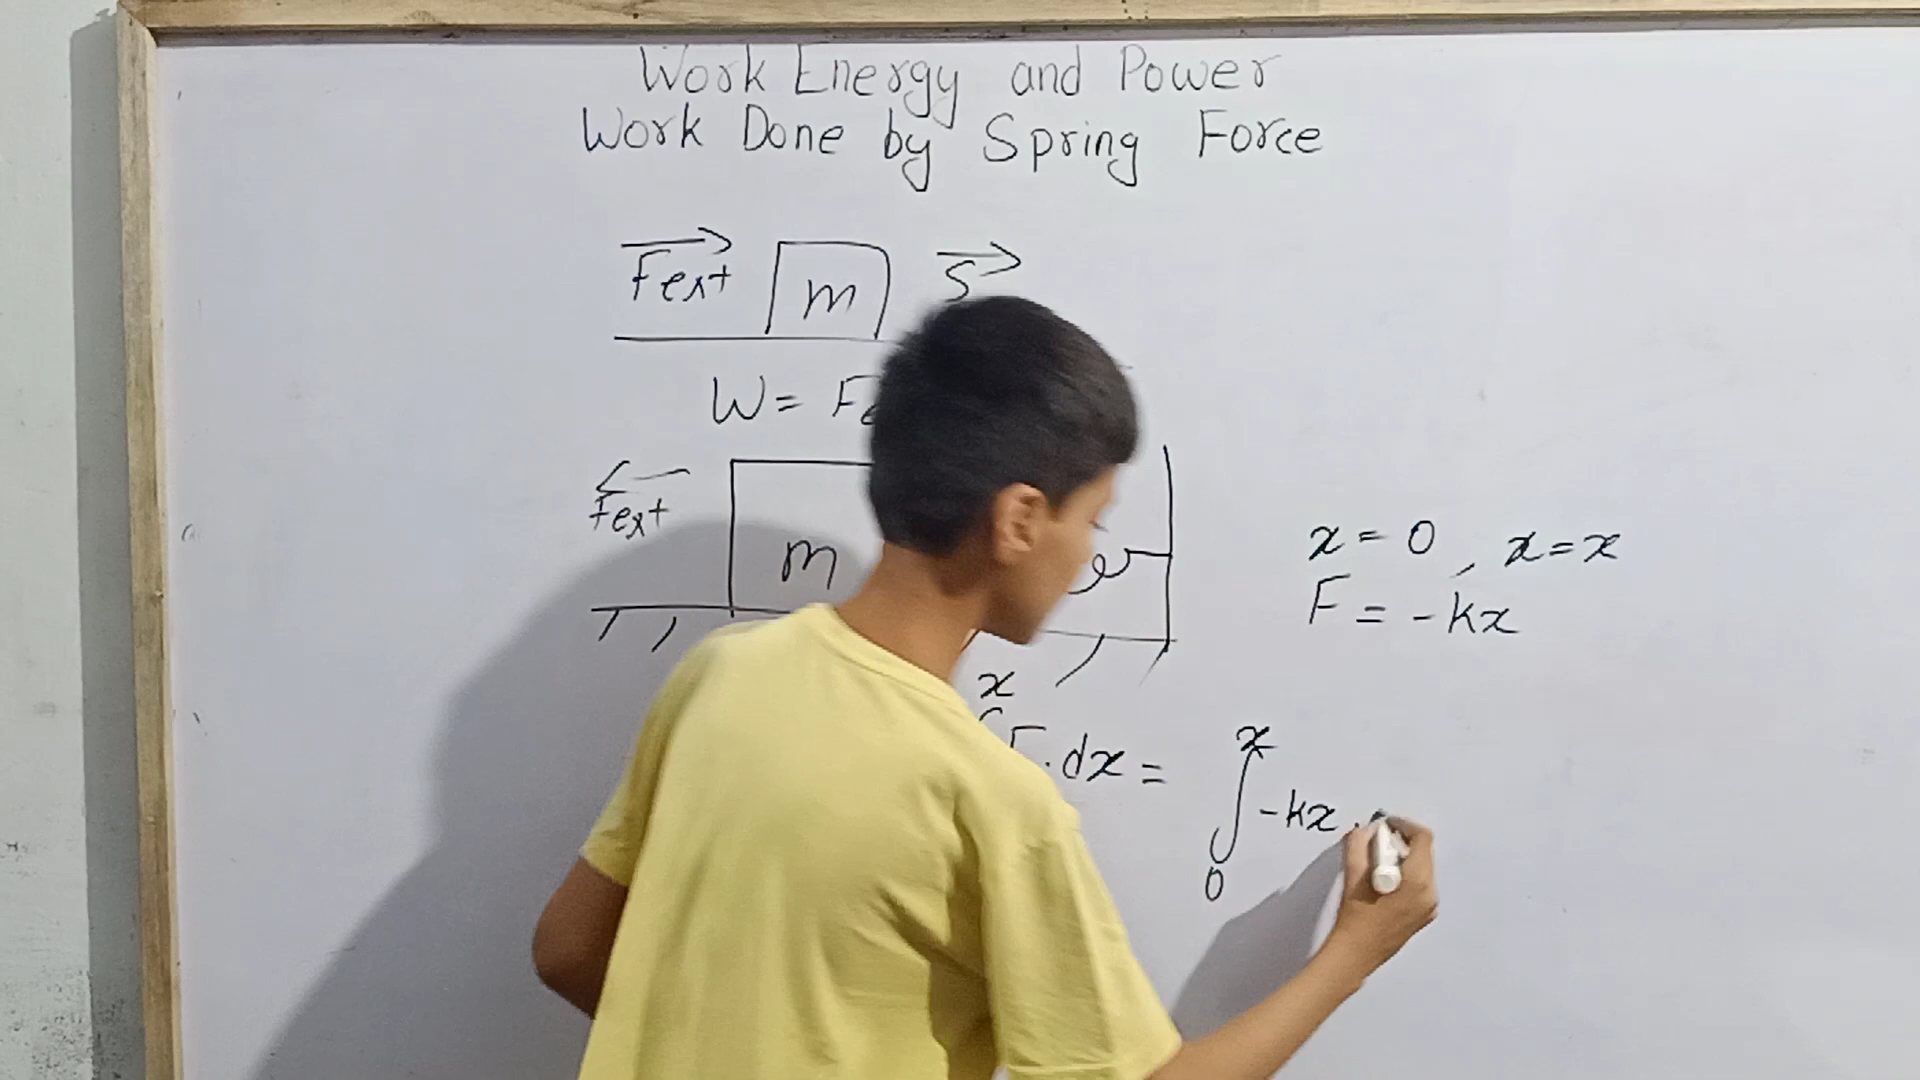 Work Energy and Power
Work Done by Spring Force
Fext m S
W = F
Fext
m
x = 0, x = x
F = -kx
x
F.dx =
x
-kx.
0